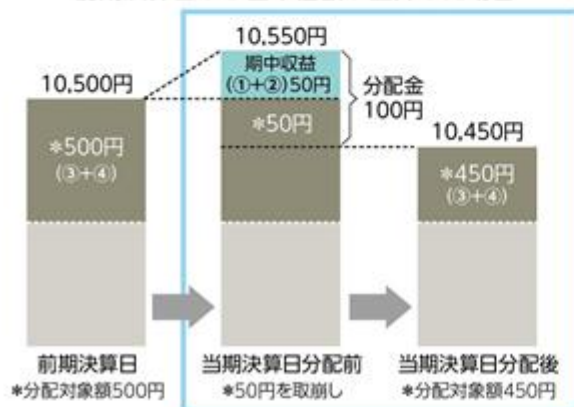 10,550円
期中収益
(①+②)50円
分配金
100円
10,500円
*500円
(③+④)
*50円
10,450円
*450円
(③+④)
前期決算日
*分配対象額500円
当期決算日分配前
*50円を取崩し
当期決算日分配後
*分配対象額450円